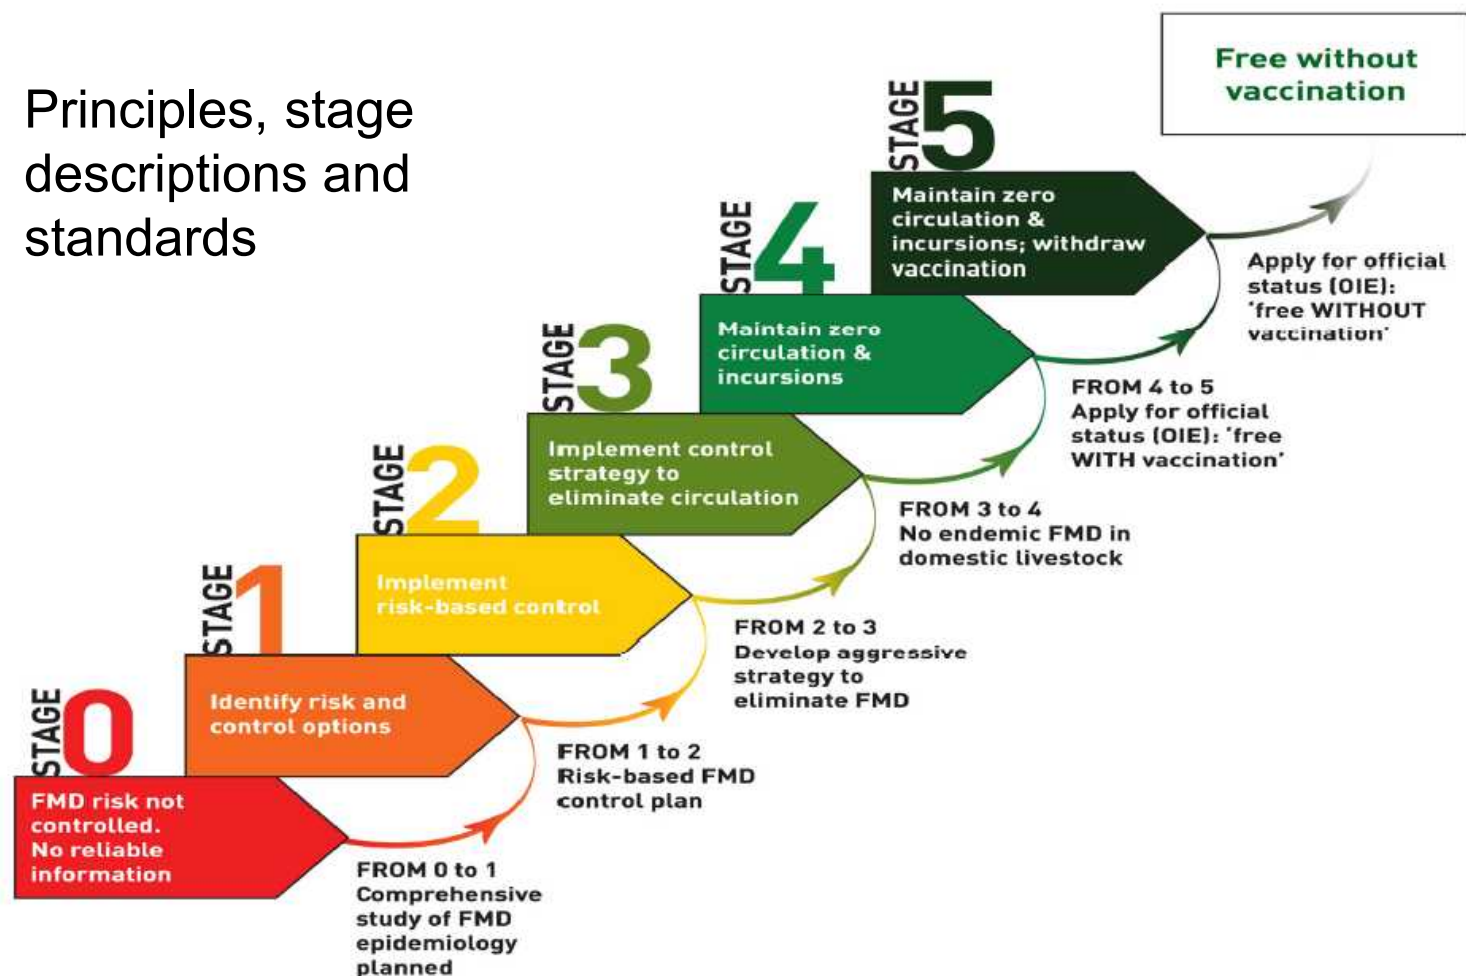 Principles, stage
descriptions and
standards
Free without
vaccination
STAGE 5
Maintain zero
circulation &
incursions; withdraw
vaccination
Apply for official
status (OIE):
'free WITHOUT
vaccination'
STAGE 4
Maintain zero
circulation &
incursions
FROM 4 to 5
Apply for official
status (OIE): 'free
WITH vaccination'
STAGE 3
Implement control
strategy to
eliminate circulation
FROM 3 to 4
No endemic FMD in
domestic livestock
STAGE 2
Implement
risk-based control
FROM 2 to 3
Develop aggressive
strategy to
eliminate FMD
STAGE 1
Identify risk and
control options
FROM 1 to 2
Risk-based FMD
control plan
STAGE 0
FMD risk not
controlled.
No reliable
information
FROM 0 to 1
Comprehensive
study of FMD
epidemiology
planned